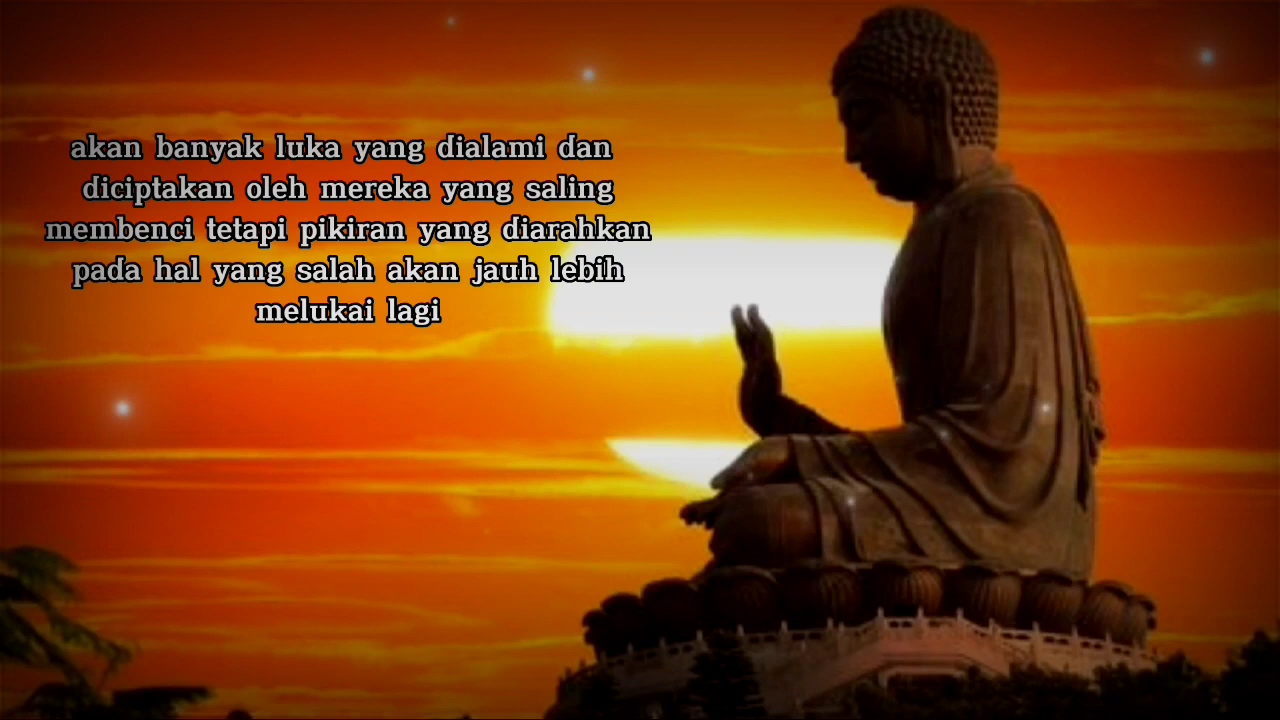 akan banyak luka yang dialami dan
diciptakan oleh mereka yang saling
membenci tetapi pikiran yang diarahkan
pada hal yang salah akan jauh lebih
melukai lagi